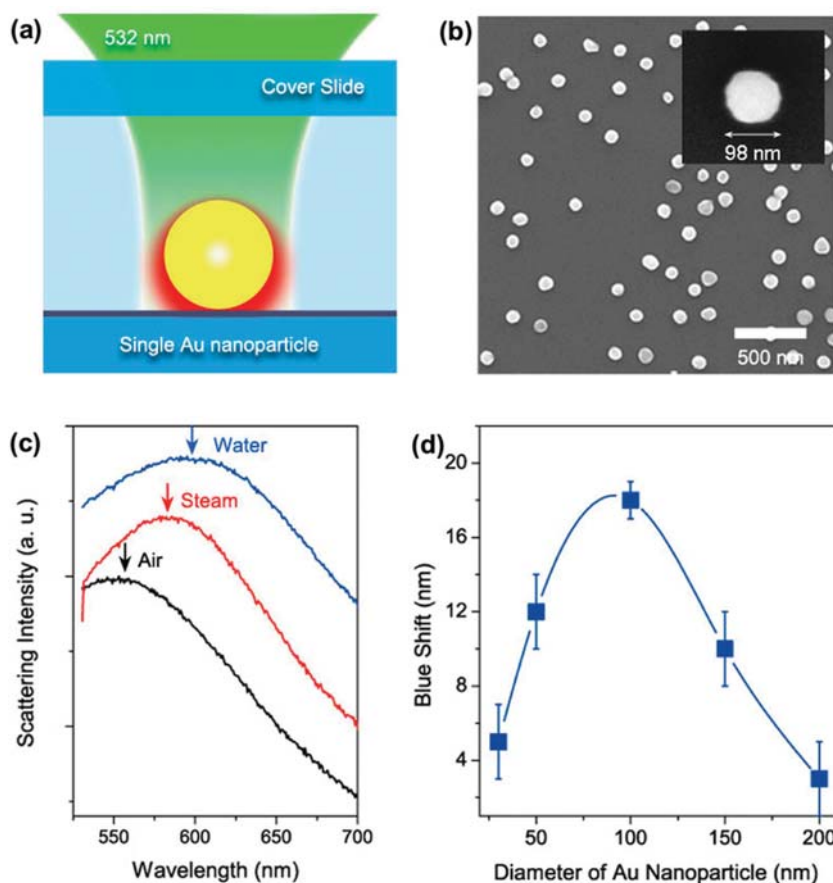 (a)
532 nm
Cover Slide
Single Au nanoparticle
(b)
98 nm
500 nm
(c)
Water
Steam
Air
Scattering Intensity (a. u.)
550 600 650 700
Wavelength (nm)
(d)
20
16
12
8
4
Blue Shift (nm)
50 100 150 200
Diameter of Au Nanoparticle (nm)